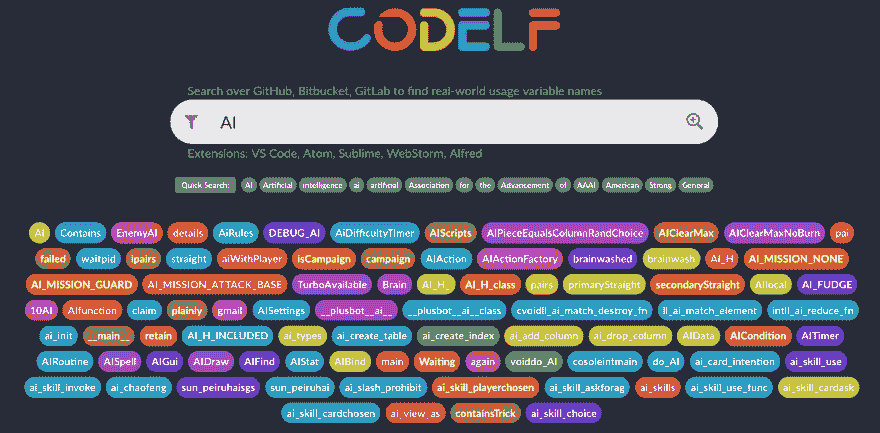 CODELF
Search over GitHub, Bitbucket, GitLab to find real-world usage variable names
AI
Extensions: VS Code, Atom, Sublime, WebStorm, Alfred
Quick Search: AI Artificial intelligence ai artificial Association for the Advancement of AAAI American Strong General
AI Contains EnemyAI details AiRules DEBUG_AI AiDifficultyTimer AIScripts AIPieceEqualsColumnRandChoice AIClearMax AIClearMaxNoBurn pai
failed waitpid ipairs straight aiWithPlayer isCampaign campaign AIAction AIActionFactory brainwashed brainwash Ai_H AI_MISSION_NONE
AI_MISSION_GUARD AI_MISSION_ATTACK_BASE TurboAvailable Brain AI_H_ AI_H_class pairs primaryStraight secondaryStraight Allocal AI_FUDGE
10AI AIfunction claim plainly gmail AISettings __plusbot__ai__ __plusbot__ai__class cvoidll_ai_match_destroy_fn ll_ai_match_element intll_ai_reduce_fn
ai_init __main__ retain AI_H_INCLUDED ai_types ai_create_table ai_create_index ai_add_column ai_drop_column AIData AICondition AITimer
AIRoutine AISpell AIGui AIDraw AIFind AIStat AIBind main Waiting again voiddo_AI cosoleintmain do_AI ai_card_intention ai_skill_use
ai_skill_invoke ai_chaofeng sun_peiruhaisgs sun_peiruhai ai_slash_prohibit ai_skill_playerchosen ai_skill_askforag ai_skills ai_skill_use_func ai_skill_cardask
ai_skill_cardchosen ai_view_as containsTrick ai_skill_choice